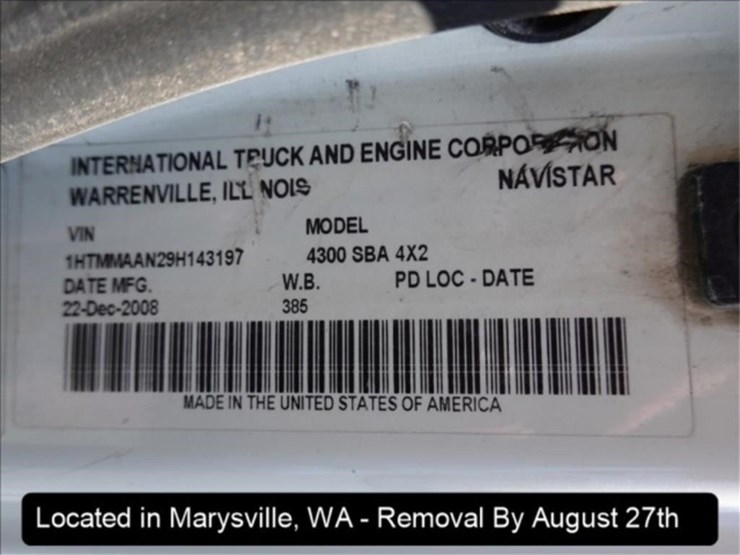 INTERNATIONAL TRUCK AND ENGINE CORPORATION
WARRENVILLE, ILLINOIS NAVISTAR
VIN MODEL
1HTMMAAN29H143197 4300 SBA 4X2
DATE MFG. W.B. PD LOC - DATE
22-Dec-2008 385
MADE IN THE UNITED STATES OF AMERICA
Located in Marysville, WA - Removal By August 27th